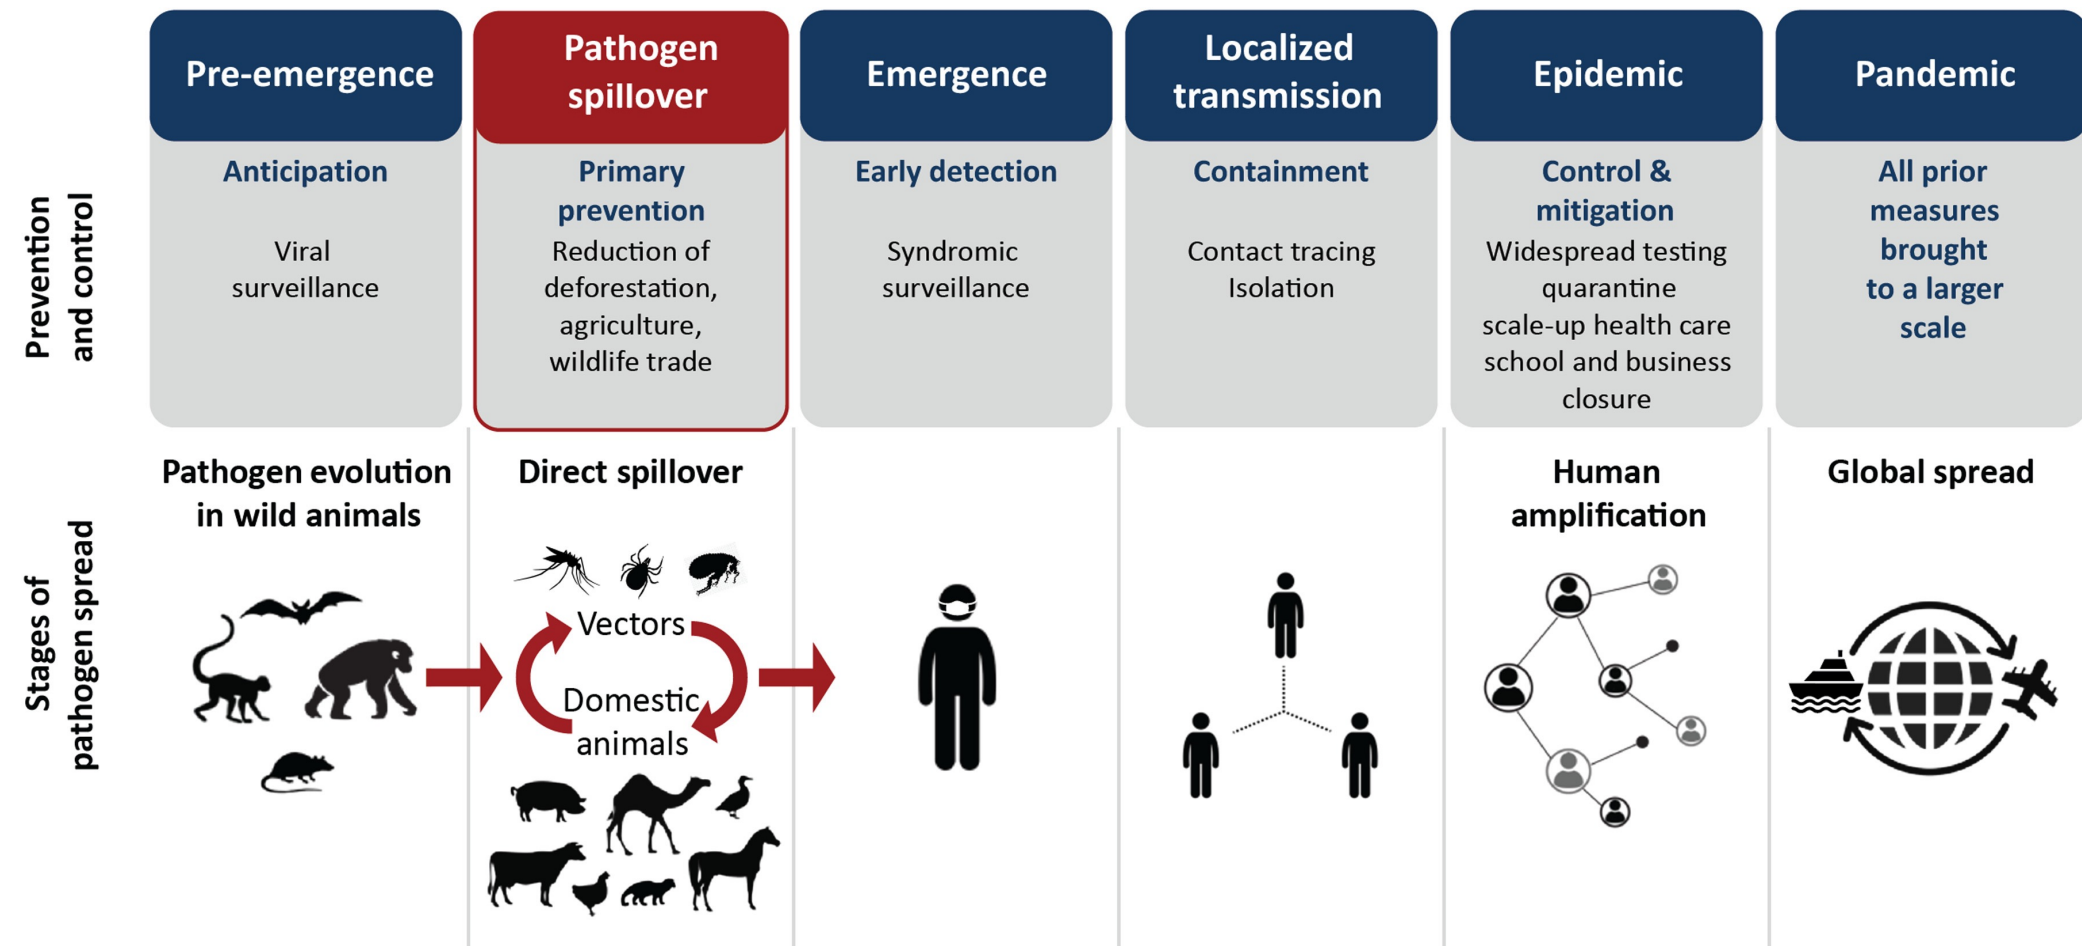 Pre-emergence
Pathogen
spillover
Emergence
Localized
transmission
Epidemic
Pandemic
Prevention
and control
Anticipation
Viral
surveillance
Primary
prevention
Reduction of
deforestation,
agriculture,
wildlife trade
Early detection
Syndromic
surveillance
Containment
Contact tracing
Isolation
Control &
mitigation
Widespread testing
quarantine
scale-up health care
school and business
closure
All prior
measures
brought
to a larger
scale
Stages of
pathogen spread
Pathogen evolution
in wild animals
Direct spillover
Vectors
Domestic
animals
Human
amplification
Global spread